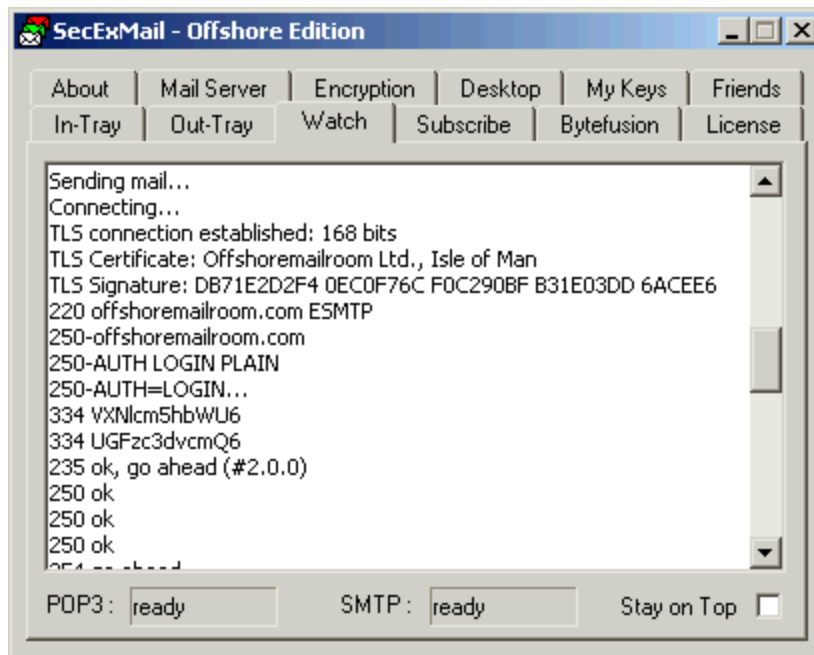 SecExMail - Offshore Edition
About Mail Server Encryption Desktop My Keys Friends
In-Tray Out-Tray Watch Subscribe Bytefusion License
Sending mail...
Connecting...
TLS connection established: 168 bits
TLS Certificate: Offshoremailroom Ltd., Isle of Man
TLS Signature: DB71E2D2F4 0EC0F76C F0C290BF B31E03DD 6ACEE6
220 offshoremailroom.com ESMTP
250-offshoremailroom.com
250-AUTH LOGIN PLAIN
250-AUTH=LOGIN...
334 VXNlcm5hbWU6
334 UGFzc3dvcmQ6
235 ok, go ahead (#2.0.0)
250 ok
250 ok
250 ok
354 go ahead
POP3 : ready SMTP : ready Stay on Top